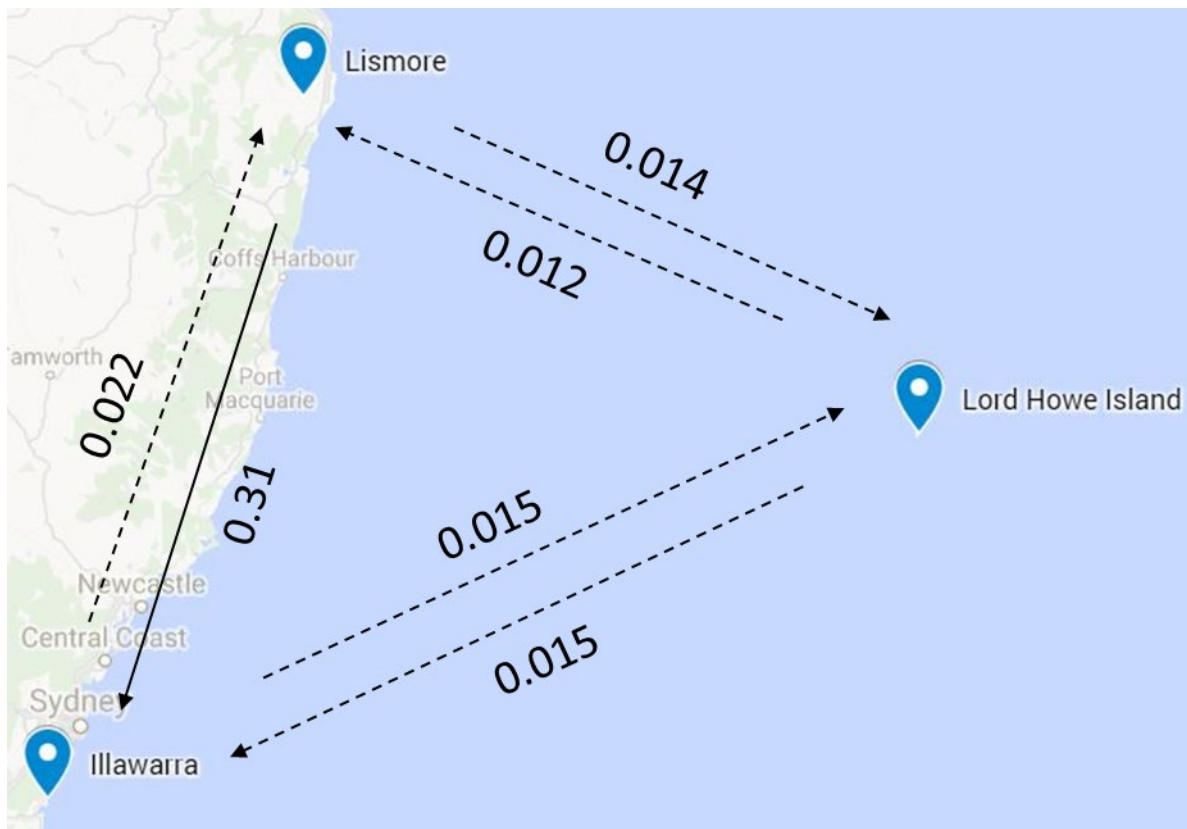 Lismore
0.014
0.012
Coffs Harbour
Tamworth
0.022
Port
Macquarie
Lord Howe Island
0.31
0.015
Newcastle
Central Coast
0.015
Sydney
Illawarra